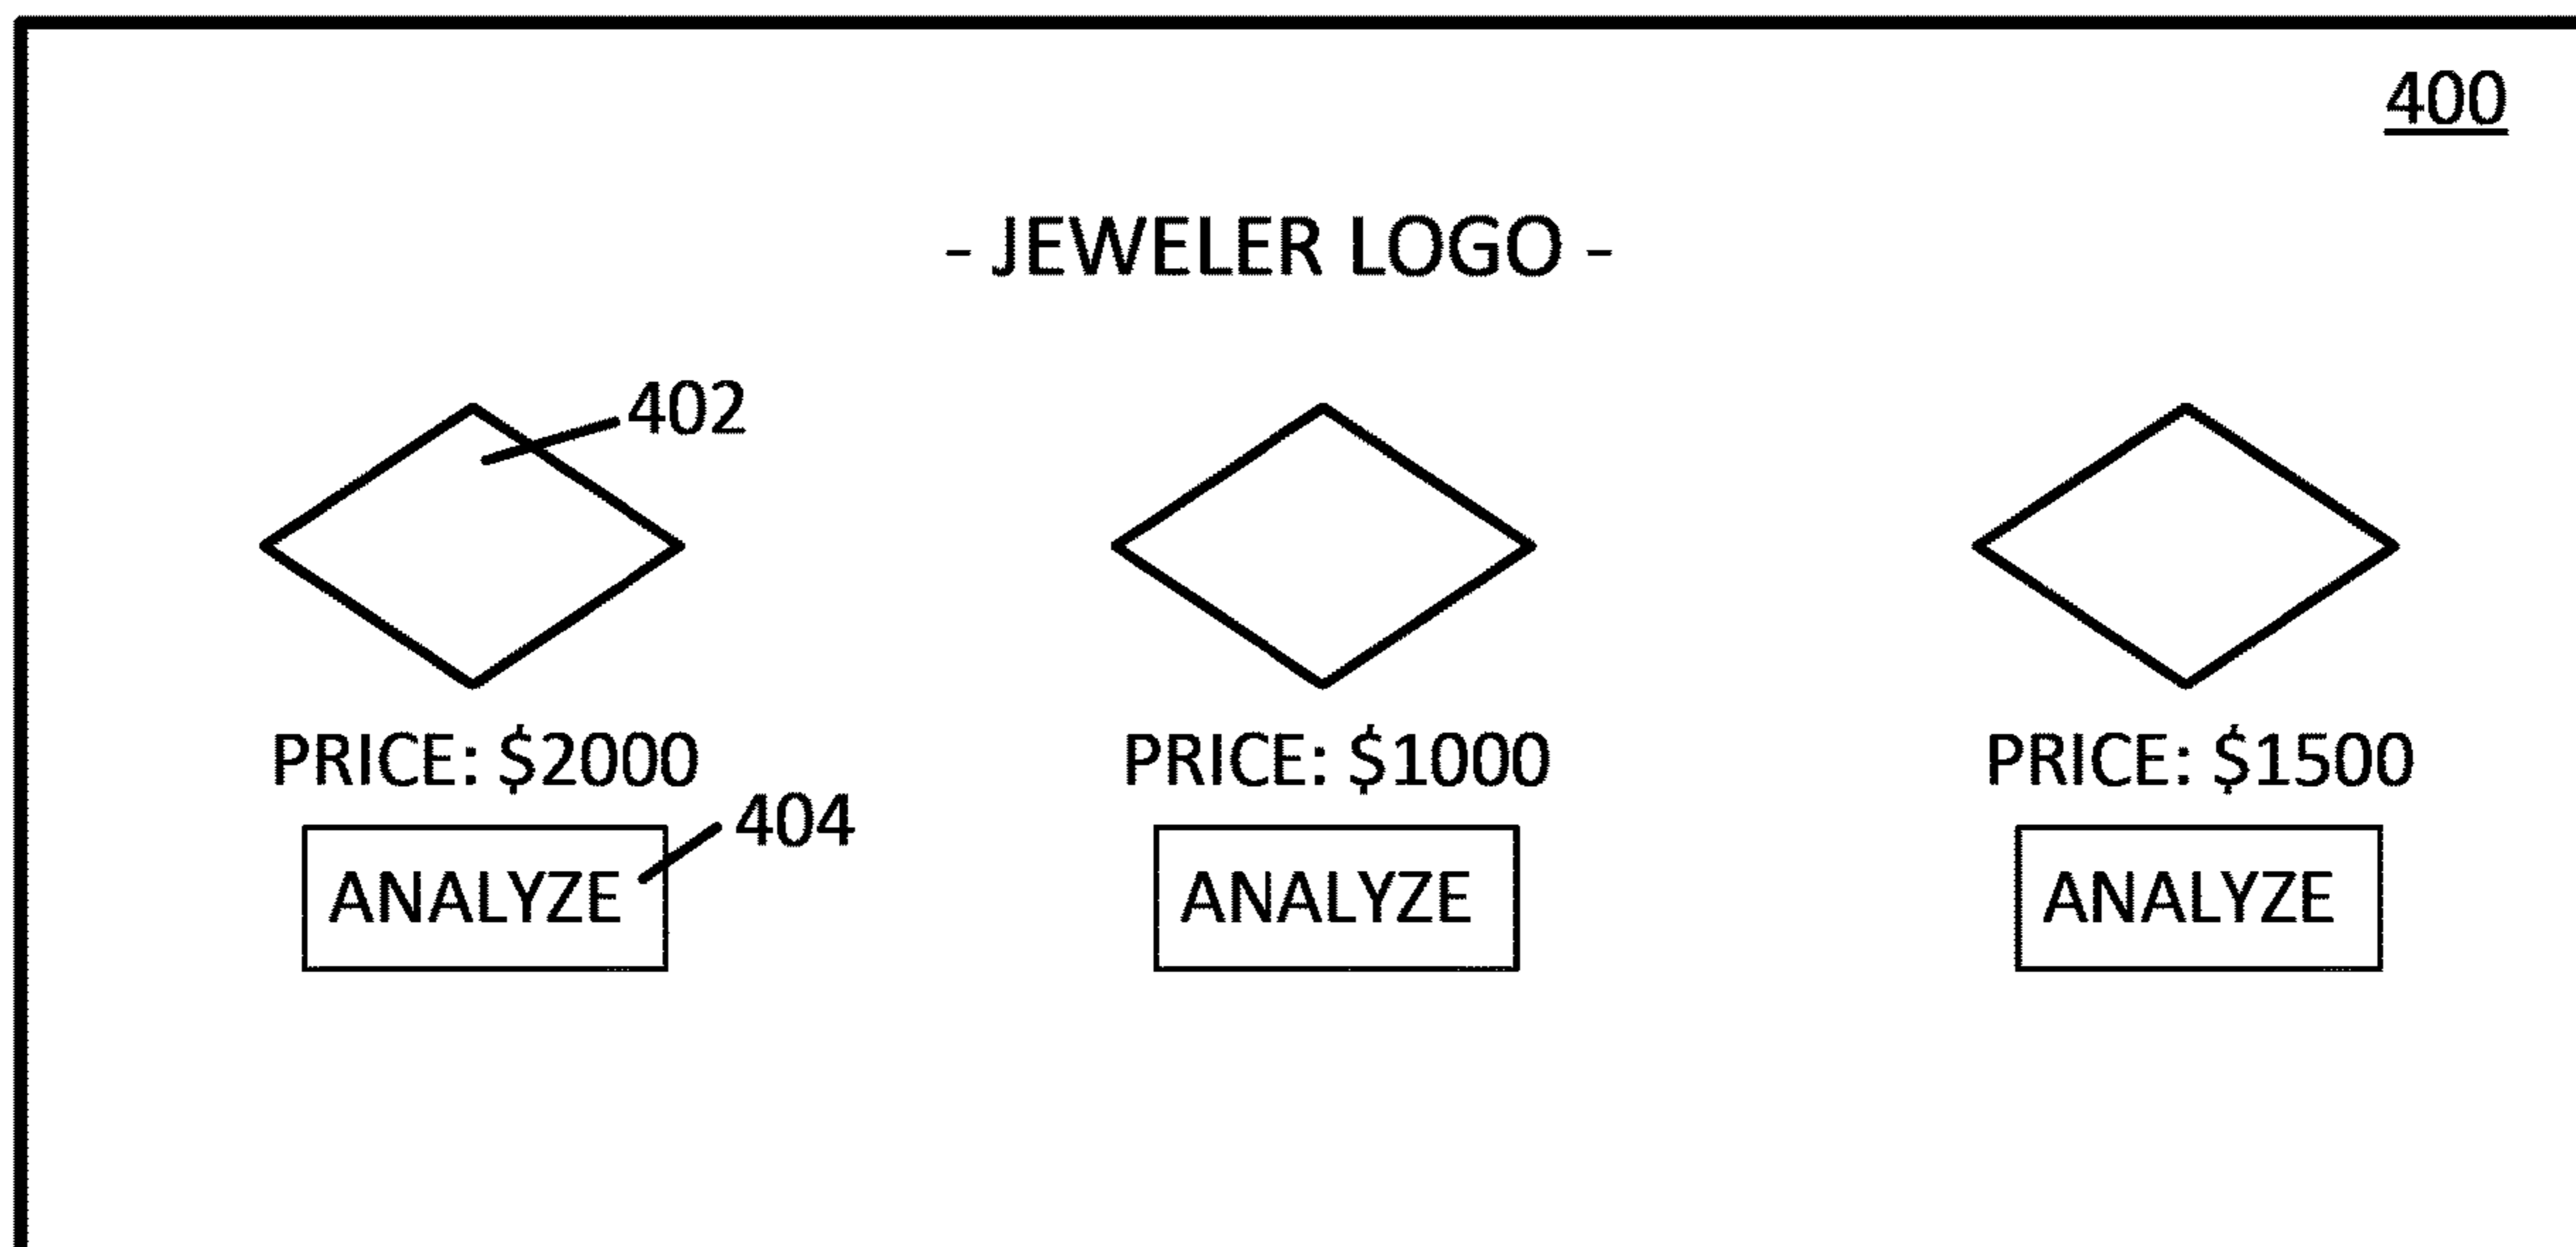 400
- JEWELER LOGO -
402
PRICE: $2000 PRICE: $1000 PRICE: $1500
404
ANALYZE ANALYZE ANALYZE